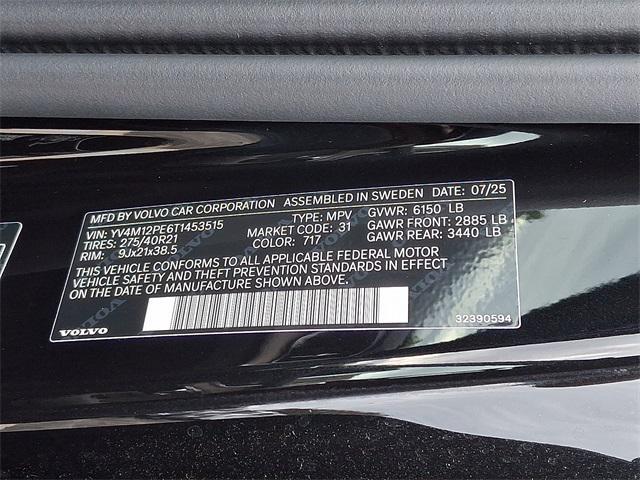 MFD BY VOLVO CAR CORPORATION ASSEMBLED IN SWEDEN DATE: 07/25
VIN: YV4M12PE6T1453515 TYPE: MPV GVWR: 6150 LB
TIRES: 275/40R21 MARKET CODE: 31 GAWR FRONT: 2885 LB
RIM: 9Jx21x38.5 COLOR: 717 GAWR REAR: 3440 LB
THIS VEHICLE CONFORMS TO ALL APPLICABLE FEDERAL MOTOR
VEHICLE SAFETY AND THEFT PREVENTION STANDARDS IN EFFECT
ON THE DATE OF MANUFACTURE SHOWN ABOVE.
VOLVO 32390594